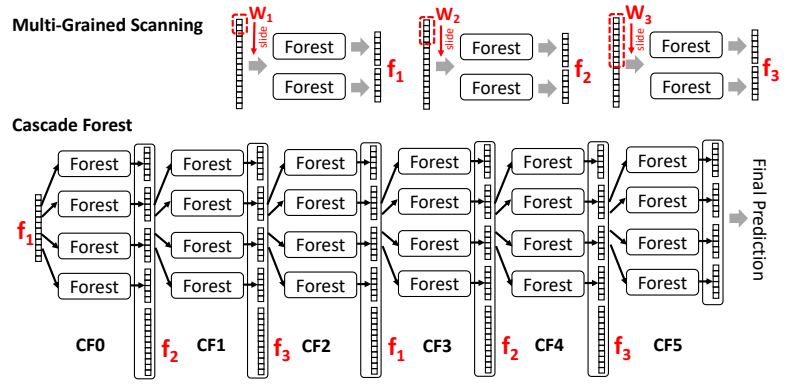 Multi-Grained Scanning
W1
slide
Forest
Forest
f1
W2
slide
Forest
Forest
f2
W3
slide
Forest
Forest
f3
Cascade Forest
f1
Forest
Forest
Forest
Forest
CF0
f2
Forest
Forest
Forest
Forest
CF1
f3
Forest
Forest
Forest
Forest
CF2
f1
Forest
Forest
Forest
Forest
CF3
f2
Forest
Forest
Forest
Forest
CF4
f3
Forest
Forest
Forest
Forest
CF5
Final Prediction